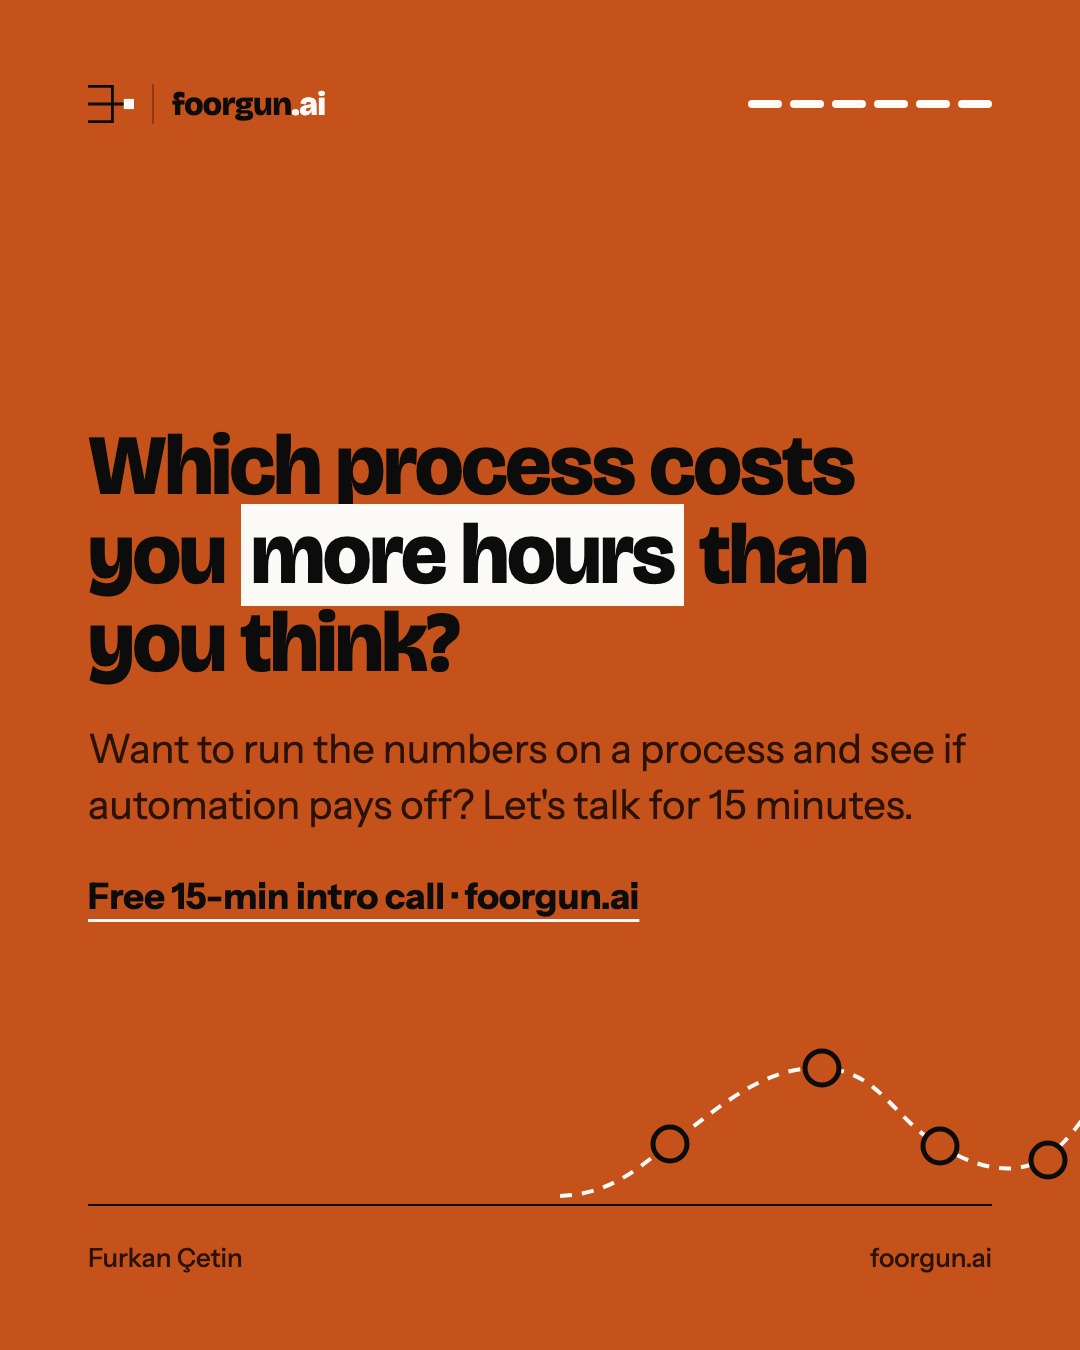 foorgun.ai
Which process costs
you more hours than
you think?
Want to run the numbers on a process and see if
automation pays off? Let's talk for 15 minutes.
Free 15-min intro call · foorgun.ai
Furkan Çetin
foorgun.ai